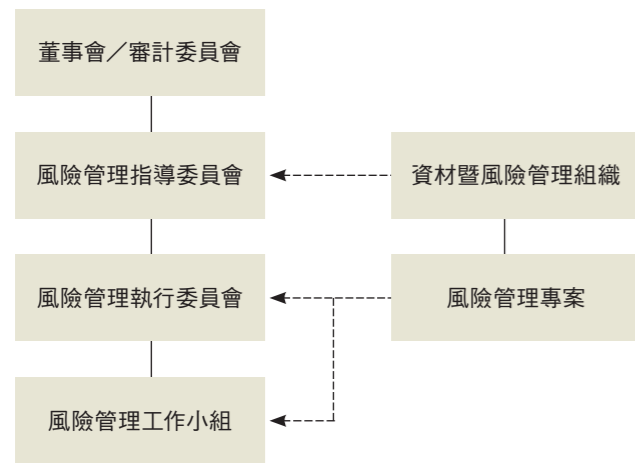 董事會／審計委員會
風險管理指導委員會
資材暨風險管理組織
風險管理執行委員會
風險管理專案
風險管理工作小組